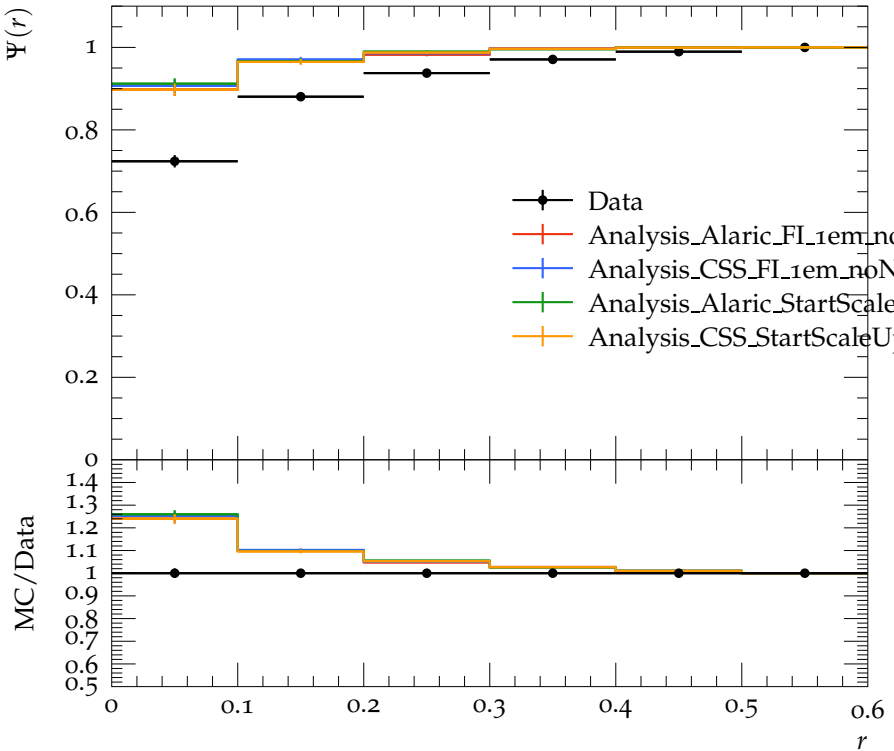 Ψ(r)
1
0.8
0.6
0.4
0.2
0
Data
Analysis_Alaric_FI_1em_no
Analysis_CSS_FI_1em_noN
Analysis_Alaric_StartScale
Analysis_CSS_StartScaleU
MC/Data
1.4
1.3
1.2
1.1
1
0.9
0.8
0.7
0.6
0.5
0 0.1 0.2 0.3 0.4 0.5 0.6
r